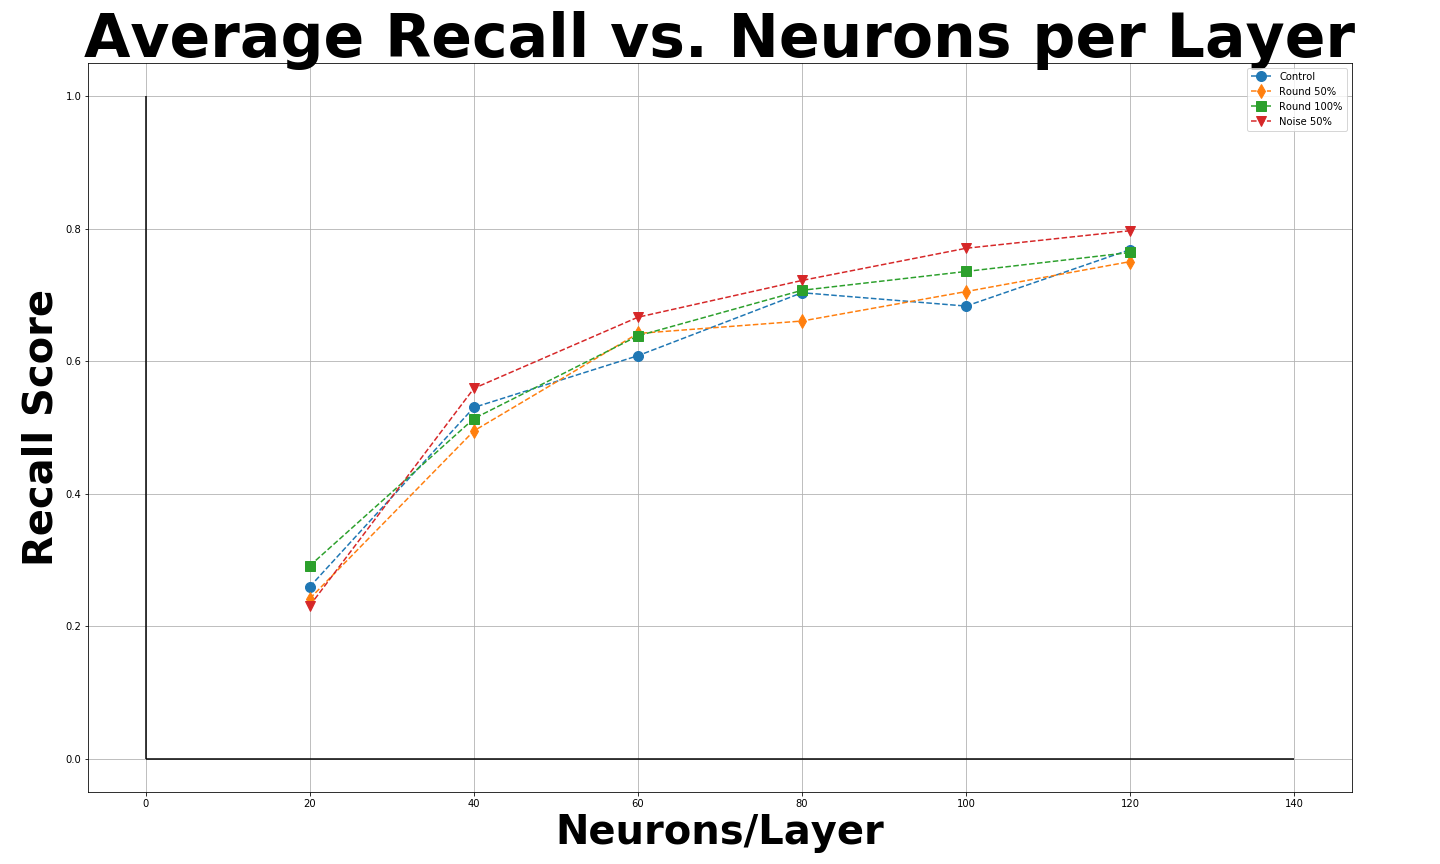 Average Recall vs. Neurons per Layer
Control
Round 50%
Round 100%
Noise 50%
1.0
0.8
0.6
0.4
0.2
0.0
Recall Score
0 20 40 60 80 100 120 140
Neurons/Layer